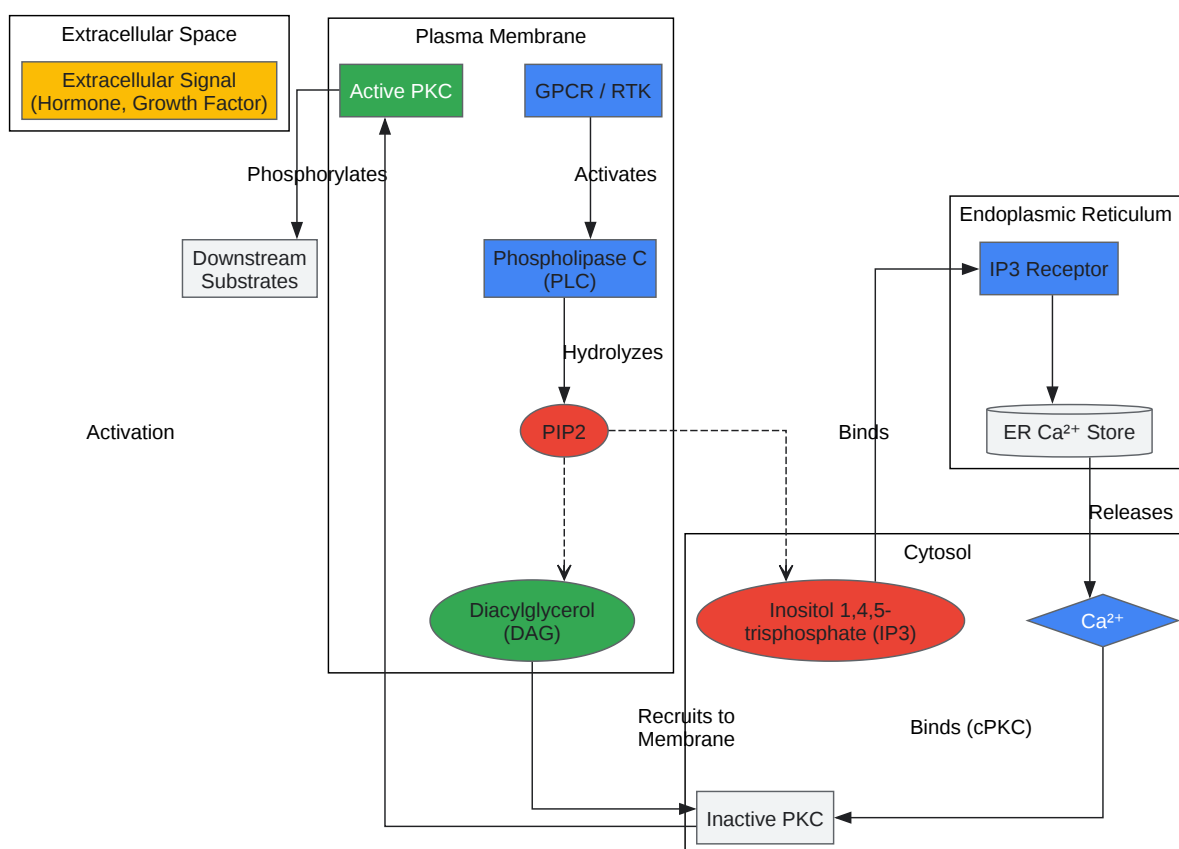 Extracellular Space
Extracellular Signal
(Hormone, Growth Factor)
Plasma Membrane
Active PKC
GPCR / RTK
Phosphorylates
Activates
Downstream
Substrates
Phospholipase C
(PLC)
Endoplasmic Reticulum
IP3 Receptor
Hydrolyzes
Activation
PIP2
Binds
ER Ca²⁺ Store
Releases
Cytosol
Diacylglycerol
(DAG)
Inositol 1,4,5-
trisphosphate (IP3)
Ca²⁺
Recruits to
Membrane
Binds (cPKC)
Inactive PKC